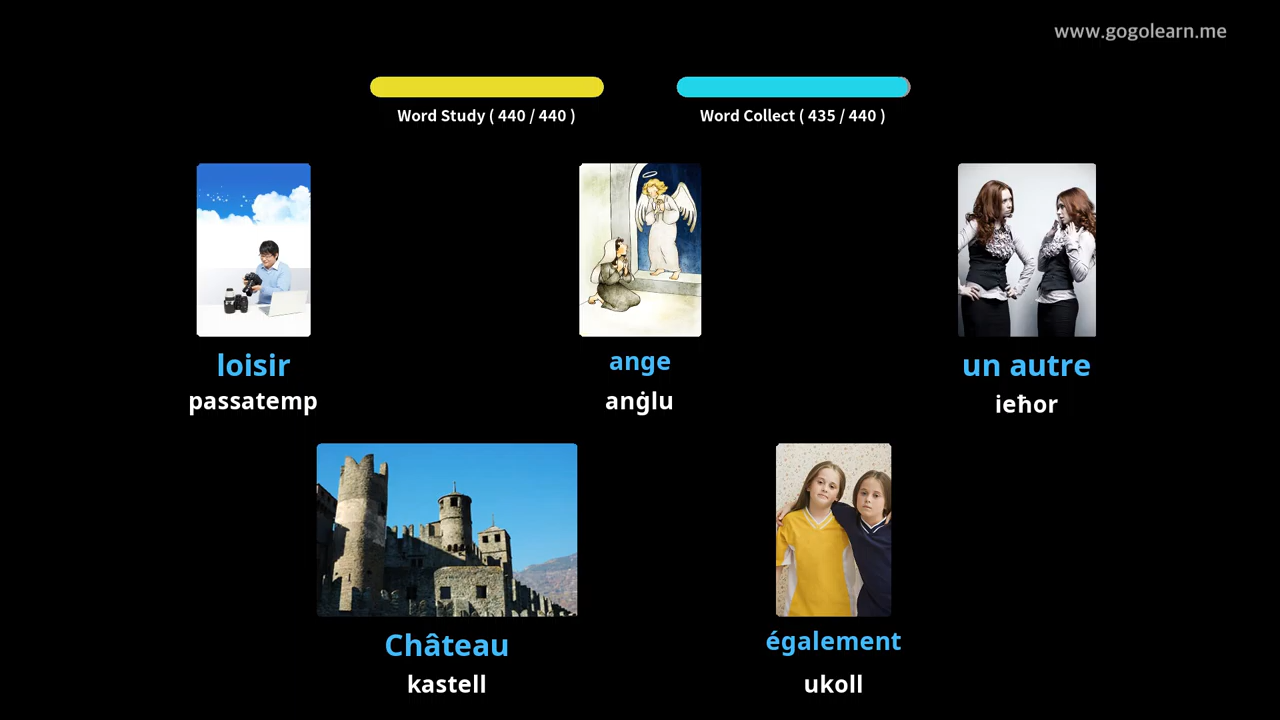 www.gogolearn.me
Word Study ( 440 / 440 )
Word Collect ( 435 / 440 )
loisir
passatemp
ange
anġlu
un autre
ieħor
Château
kastell
également
ukoll